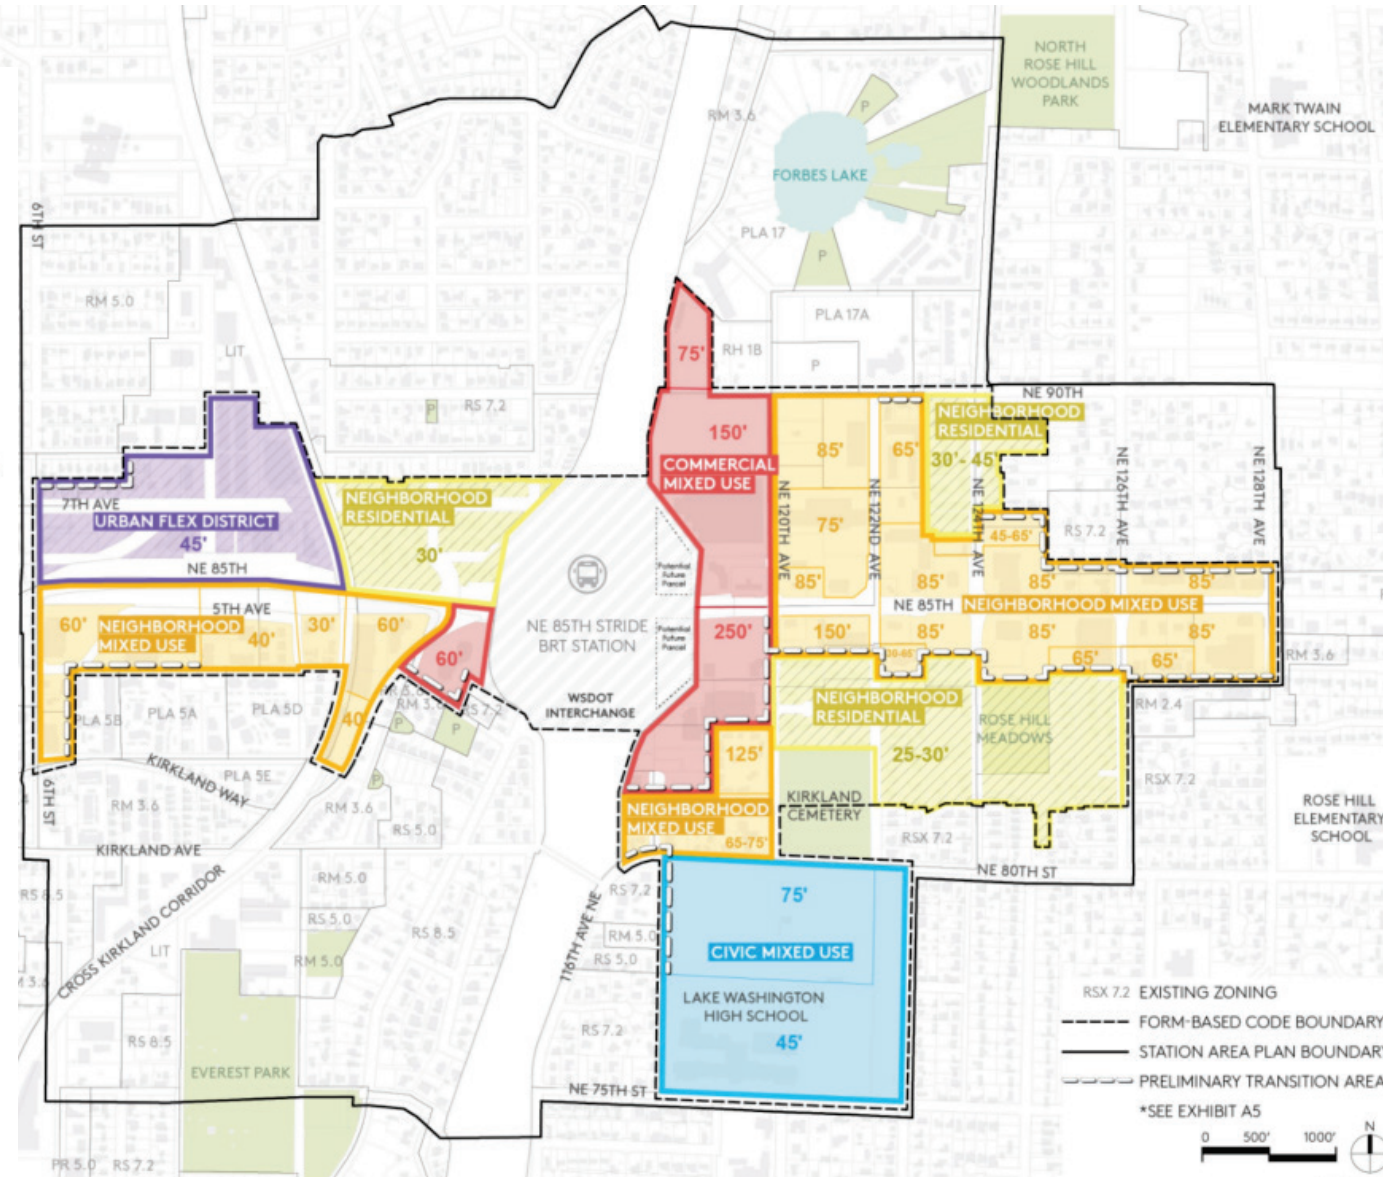 NORTH
ROSE HILL
WOODLANDS
PARK
MARK TWAIN
ELEMENTARY SCHOOL
RM 3.6
P
FORBES LAKE
6TH ST
PLA 17
P
RM 5.0
PLA 17A
LIT
75'
RH 1B
P
NE 90TH
P
RS 7.2
NEIGHBORHOOD
RESIDENTIAL
150'
85'
65'
30'- 45'
COMMERCIAL
MIXED USE
NE 120TH AVE
NE 122ND AVE
NE 124TH AVE
NE 126TH AVE
NE 128TH AVE
7TH AVE
URBAN FLEX DISTRICT
45'
NEIGHBORHOOD
RESIDENTIAL
30'
75'
45-65'
RS 7.2
NE 85TH
Potential
Future
Parcel
85'
85'
85'
85'
5TH AVE
NE 85TH
NEIGHBORHOOD MIXED USE
60'
NEIGHBORHOOD
MIXED USE
40'
30'
60'
NE 85TH STRIDE
BRT STATION
Potential
Future
Parcel
250'
150'
85'
85'
85'
60'
65'
65'
RM 3.6
WSDOT
INTERCHANGE
NEIGHBORHOOD
RESIDENTIAL
PLA 5B
PLA 5A
PLA 5D
40'
RM 3.6
RS 7.2
P
P
ROSE HILL
MEADOWS
RM 2.4
25-30'
125'
KIRKLAND WAY
PLA 5E
P
RSX 7.2
6TH ST
RM 3.6
RM 3.6
RS 5.0
NEIGHBORHOOD
MIXED USE
65-75'
KIRKLAND
CEMETERY
RSX 7.2
ROSE HILL
ELEMENTARY
SCHOOL
KIRKLAND AVE
NE 80TH ST
CROSS KIRKLAND CORRIDOR
RM 5.0
RS 8.5
RS 5.0
RS 8.5
LIT
RM 5.0
116TH AVE NE
RS 7.2
RM 5.0
RS 5.0
75'
CIVIC MIXED USE
LAKE WASHINGTON
HIGH SCHOOL
45'
RS 7.2
RS 8.5
EVEREST PARK
NE 75TH ST
PR 5.0
RS 7.2
RSX 7.2 EXISTING ZONING
FORM-BASED CODE BOUNDARY
STATION AREA PLAN BOUNDARY
PRELIMINARY TRANSITION AREA
*SEE EXHIBIT A5
0 500' 1000'
N